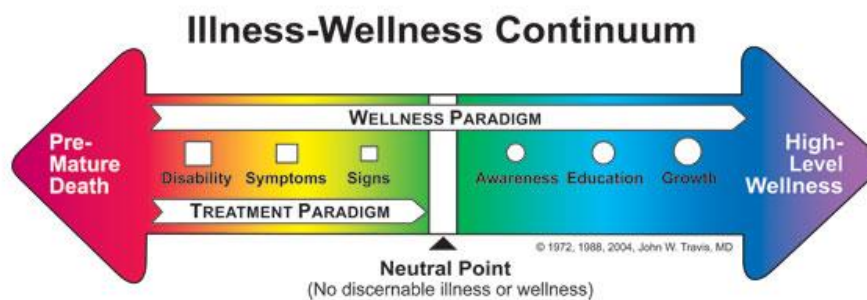 Illness-Wellness Continuum
WELLNESS PARADIGM
Pre-
Mature
Death
Disability Symptoms Signs
Awareness Education Growth
High-
Level
Wellness
TREATMENT PARADIGM
© 1972, 1988, 2004, John W. Travis, MD
Neutral Point
(No discernable illness or wellness)